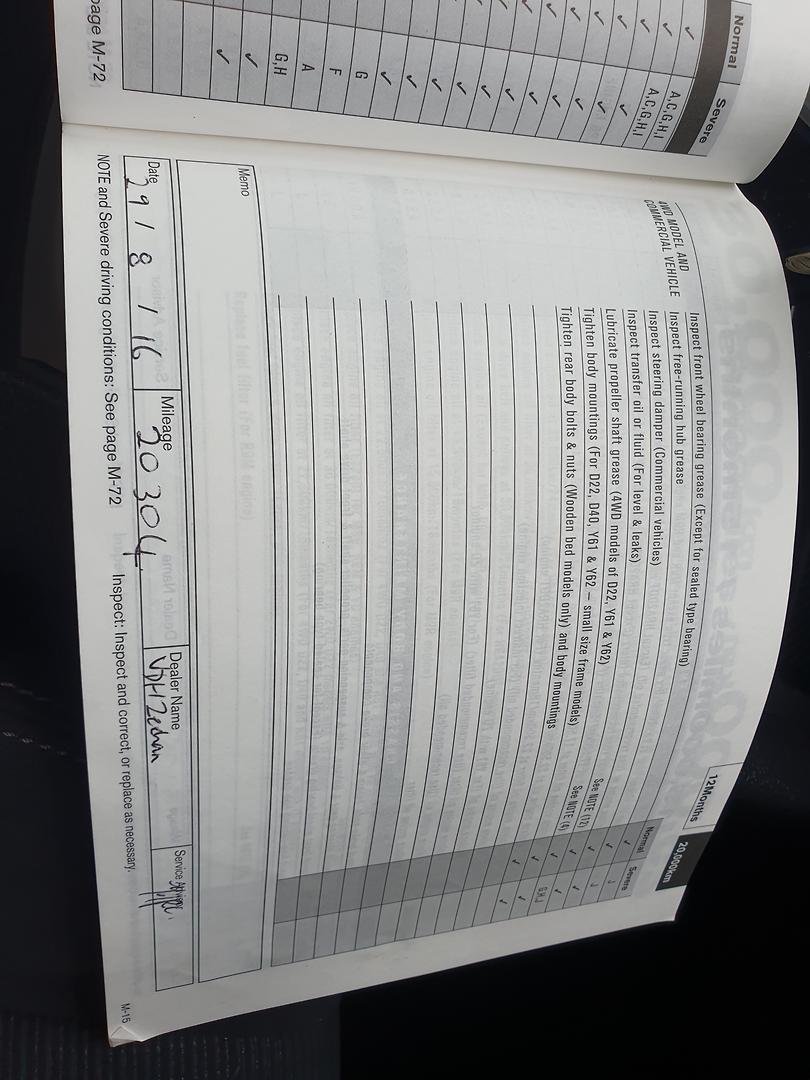 Normal Severe
✓ A,C,G,H,I
✓ A,C,G,H,I
✓ ✓
✓ ✓
✓ ✓
✓ ✓
✓ ✓
✓
✓
✓
✓
✓
G
F
A
G,H
✓
✓
page M-72
12Months
20,000km
Normal Severe
4WD MODEL AND
COMMERCIAL VEHICLE
Inspect front wheel bearing grease (Except for sealed type bearing)
Inspect free-running hub grease
Inspect steering damper (Commercial vehicles)
Inspect transfer oil or fluid (For level & leaks)
Lubricate propeller shaft grease (4WD models of D22, Y61 & Y62)
Tighten body mountings (For D22, D40, Y61 & Y62 – small size frame models) See NOTE (12)
Tighten rear body bolts & nuts (Wooden bed models only) and body mountings See NOTE (4)
G,H,J
Memo
Date 29 / 8 / 16 Mileage 20304 Dealer Name Service Advisor
NOTE and Severe driving conditions: See page M-72 Inspect: Inspect and correct, or replace as necessary.
M-15